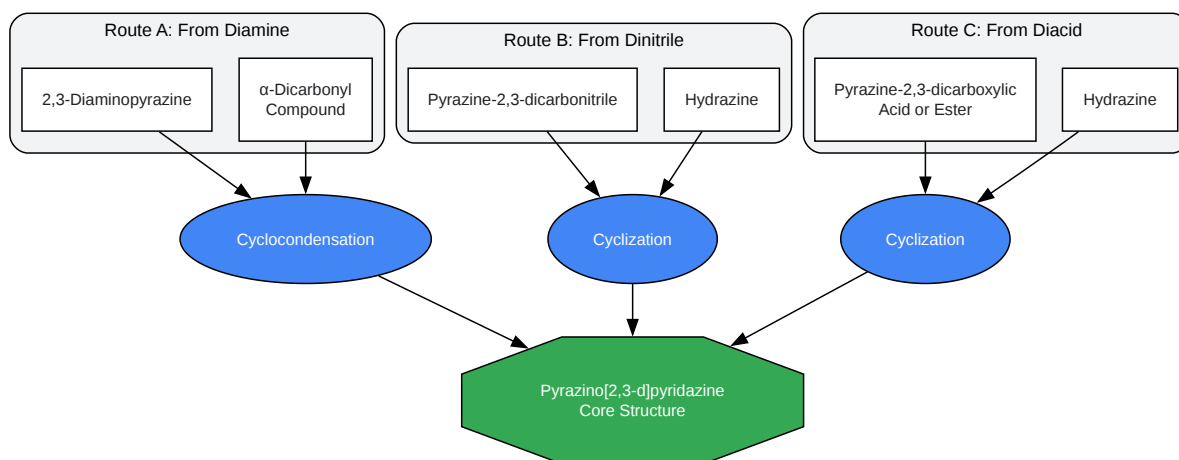 Route A: From Diamine
2,3-Diaminopyrazine
α-Dicarbonyl
Compound
Route B: From Dinitrile
Pyrazine-2,3-dicarbonitrile
Hydrazine
Route C: From Diacid
Pyrazine-2,3-dicarboxylic
Acid or Ester
Hydrazine
Cyclocondensation
Cyclization
Cyclization
Pyrazino[2,3-d]pyridazine
Core Structure